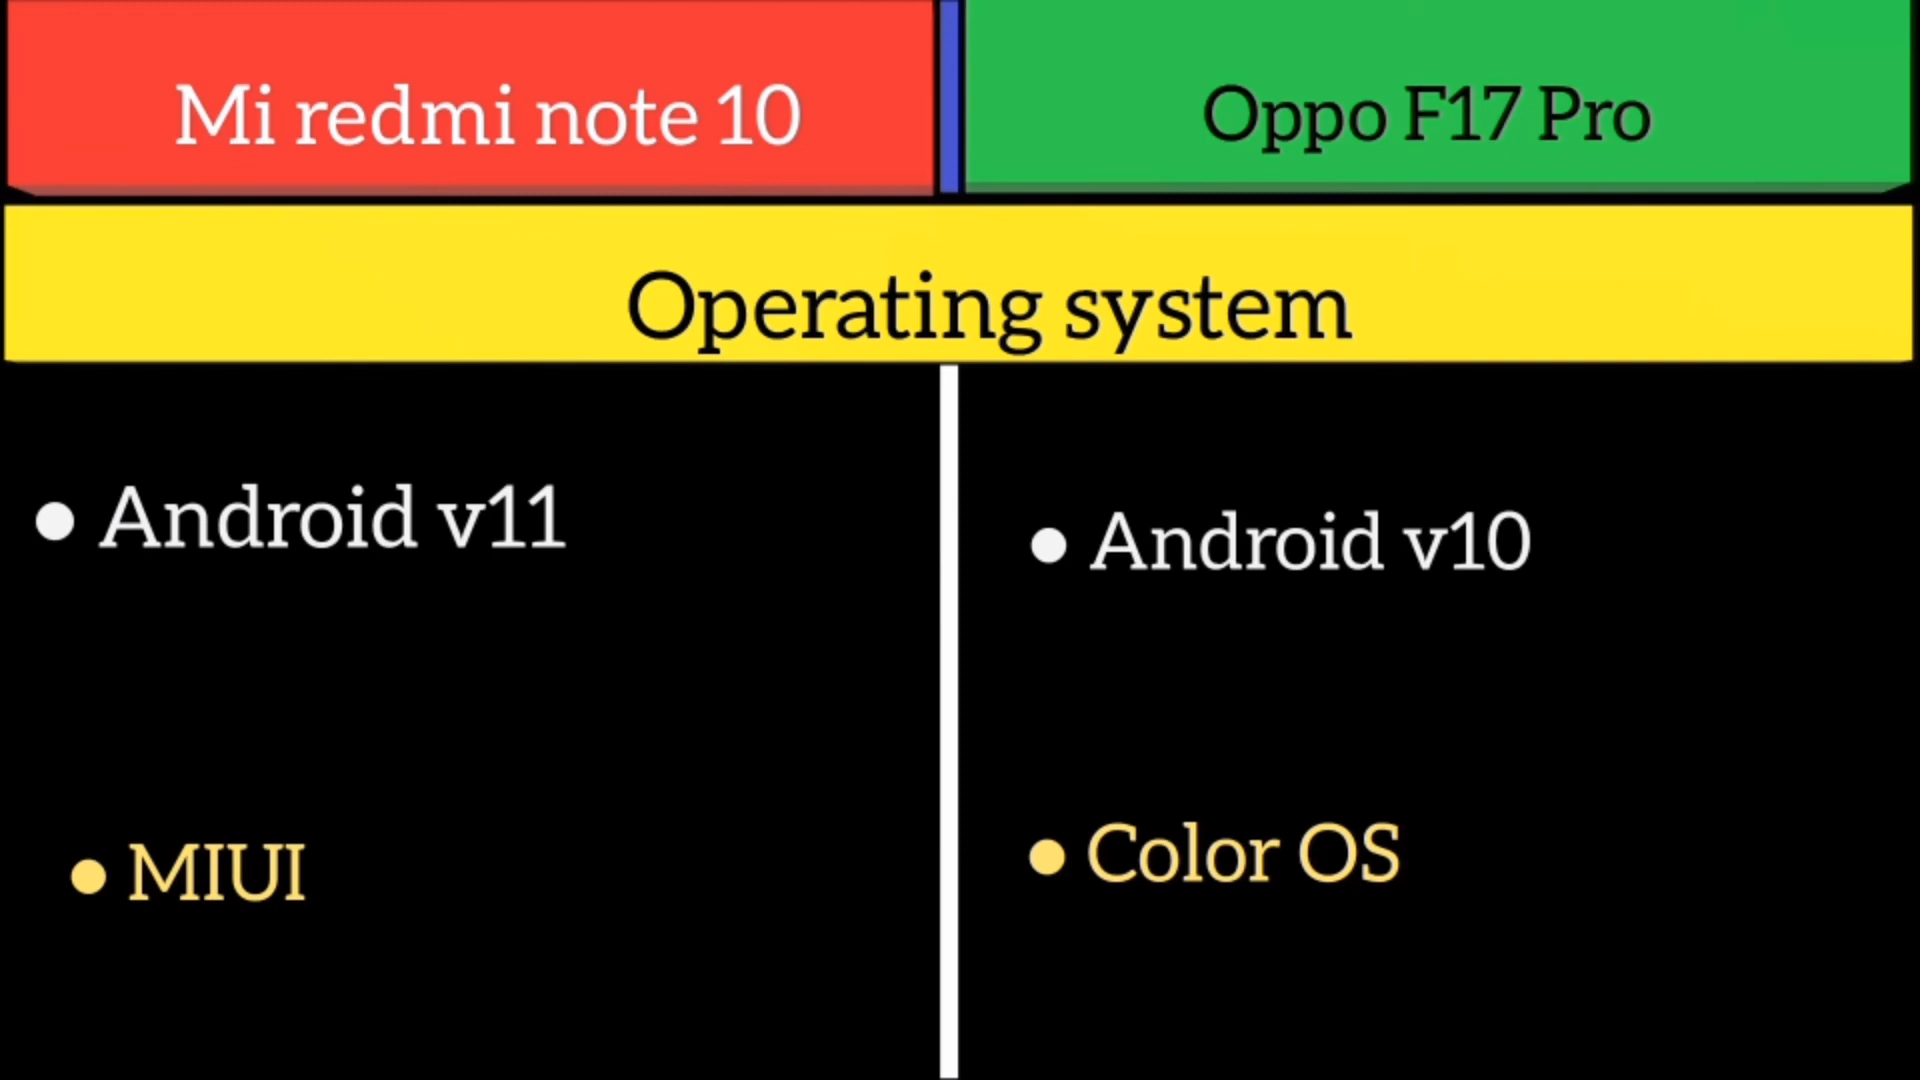 Mi redmi note 10
Oppo F17 Pro
Operating system
• Android v11
• Android v10
• MIUI
• Color OS